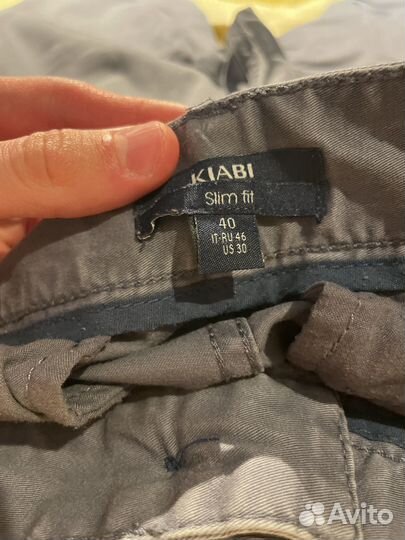 KIABI
Slim fit
40
IT-RU 46
US 30
Avito